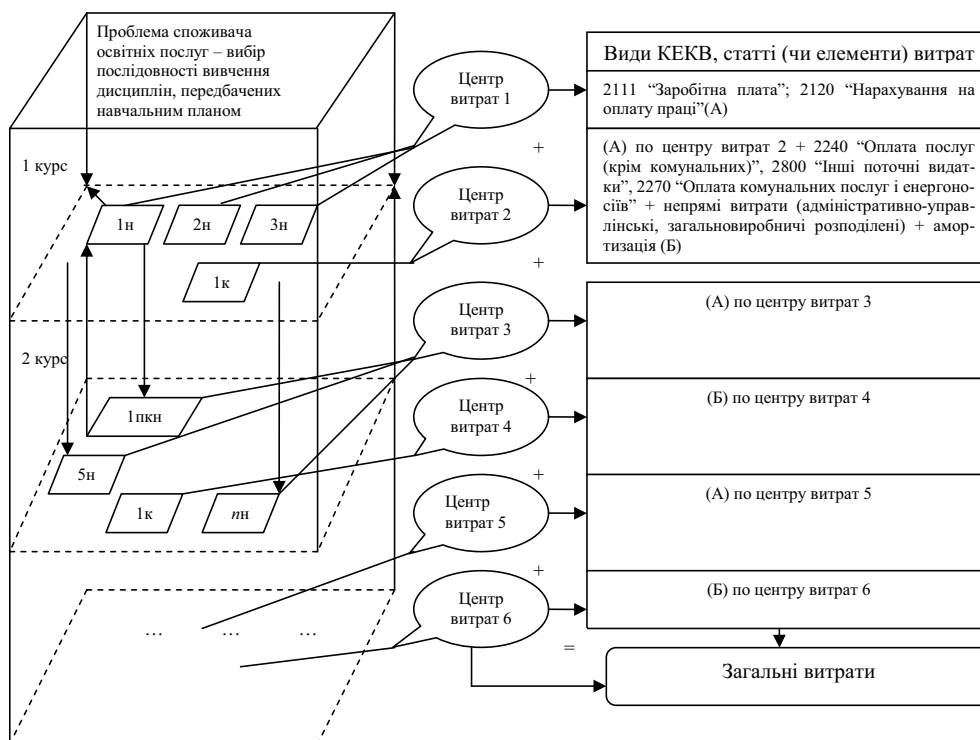 Проблема споживача
освітніх послуг – вибір
послідовності вивчення
дисциплін, передбачених
навчальним планом
1 курс
1н
2н
3н
1к
2 курс
1пкн
5н
1к
пн
… … …
Центр
витрат 1
+
Центр
витрат 2
+
Центр
витрат 3
+
Центр
витрат 4
+
Центр
витрат 5
+
Центр
витрат 6
=
Види КЕКВ, статті (чи елементи) витрат
2111 “Заробітна плата”; 2120 “Нарахування на
оплату праці”(А)
(А) по центру витрат 2 + 2240 “Оплата послуг
(крім комунальних)”, 2800 “Інші поточні видат-
ки”, 2270 “Оплата комунальних послуг і енергоно-
сіїв” + непрямі витрати (адміністративно-управ-
лінські, загальновиробничі розподілені) + амор-
тизація (Б)
(А) по центру витрат 3
(Б) по центру витрат 4
(А) по центру витрат 5
(Б) по центру витрат 6
Загальні витрати